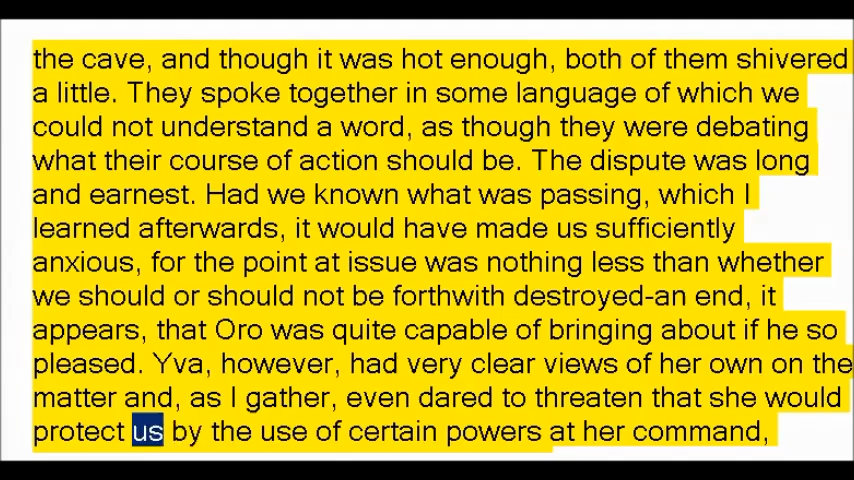 the cave, and though it was hot enough, both of them shivered
a little. They spoke together in some language of which we
could not understand a word, as though they were debating
what their course of action should be. The dispute was long
and earnest. Had we known what was passing, which I
learned afterwards, it would have made us sufficiently
anxious, for the point at issue was nothing less than whether
we should or should not be forthwith destroyed-an end, it
appears, that Oro was quite capable of bringing about if he so
pleased. Yva, however, had very clear views of her own on the
matter and, as I gather, even dared to threaten that she would
protect us by the use of certain powers at her command,